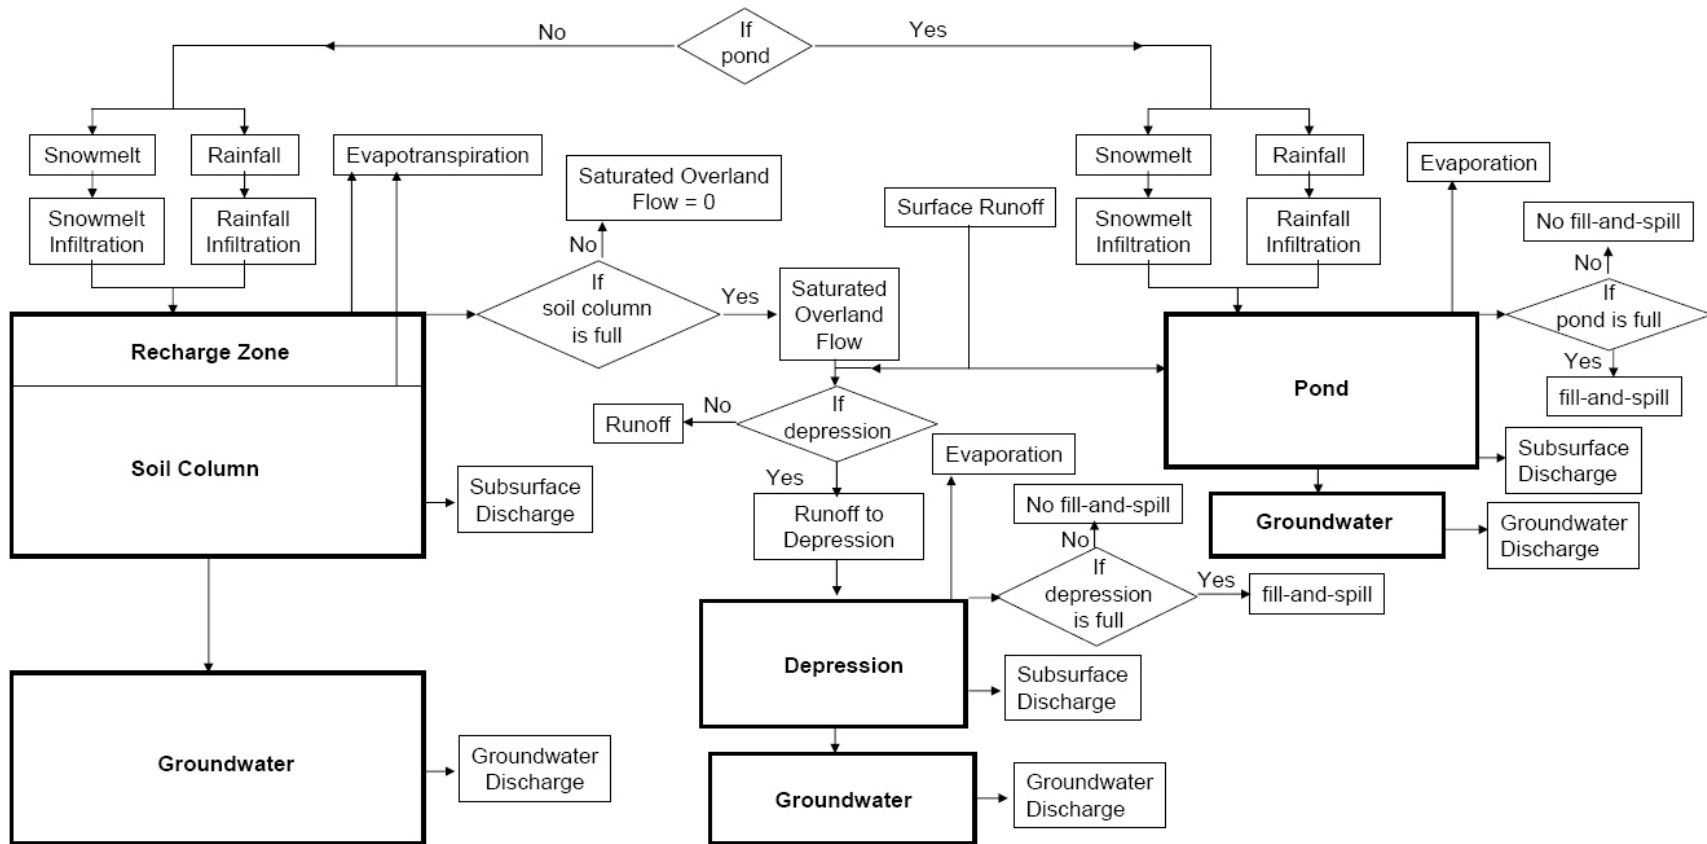 If
pond
No
Yes
Snowmelt
Rainfall
Evapotranspiration
Snowmelt
Infiltration
Rainfall
Infiltration
Saturated Overland
Flow = 0
No
If
soil column
is full
Yes
Saturated
Overland
Flow
Surface Runoff
Snowmelt
Rainfall
Evaporation
Snowmelt
Infiltration
Rainfall
Infiltration
No fill-and-spill
No
If
pond is full
Yes
fill-and-spill
Recharge Zone
Soil Column
Subsurface
Discharge
Groundwater
Groundwater
Discharge
If
depression
No
Runoff
Yes
Runoff to
Depression
Evaporation
No fill-and-spill
No
If
depression
is full
Yes
fill-and-spill
Depression
Subsurface
Discharge
Groundwater
Groundwater
Discharge
Pond
Subsurface
Discharge
Groundwater
Groundwater
Discharge